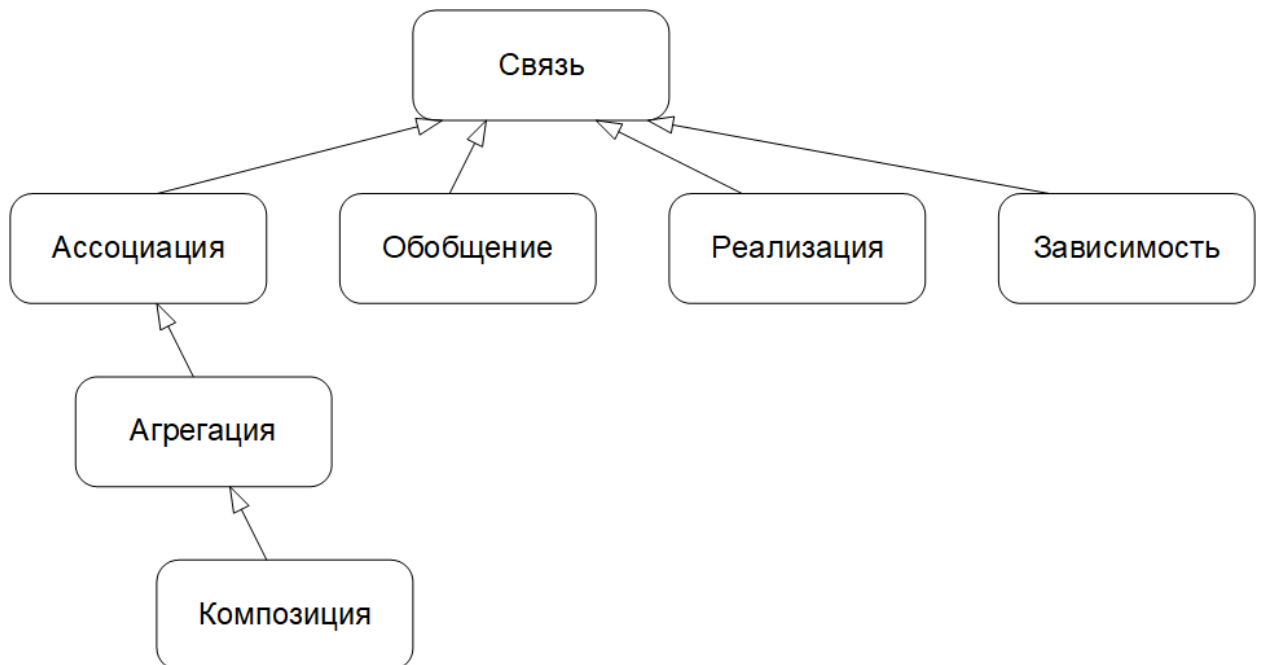 Связь
Ассоциация
Обобщение
Реализация
Зависимость
Агрегация
Композиция